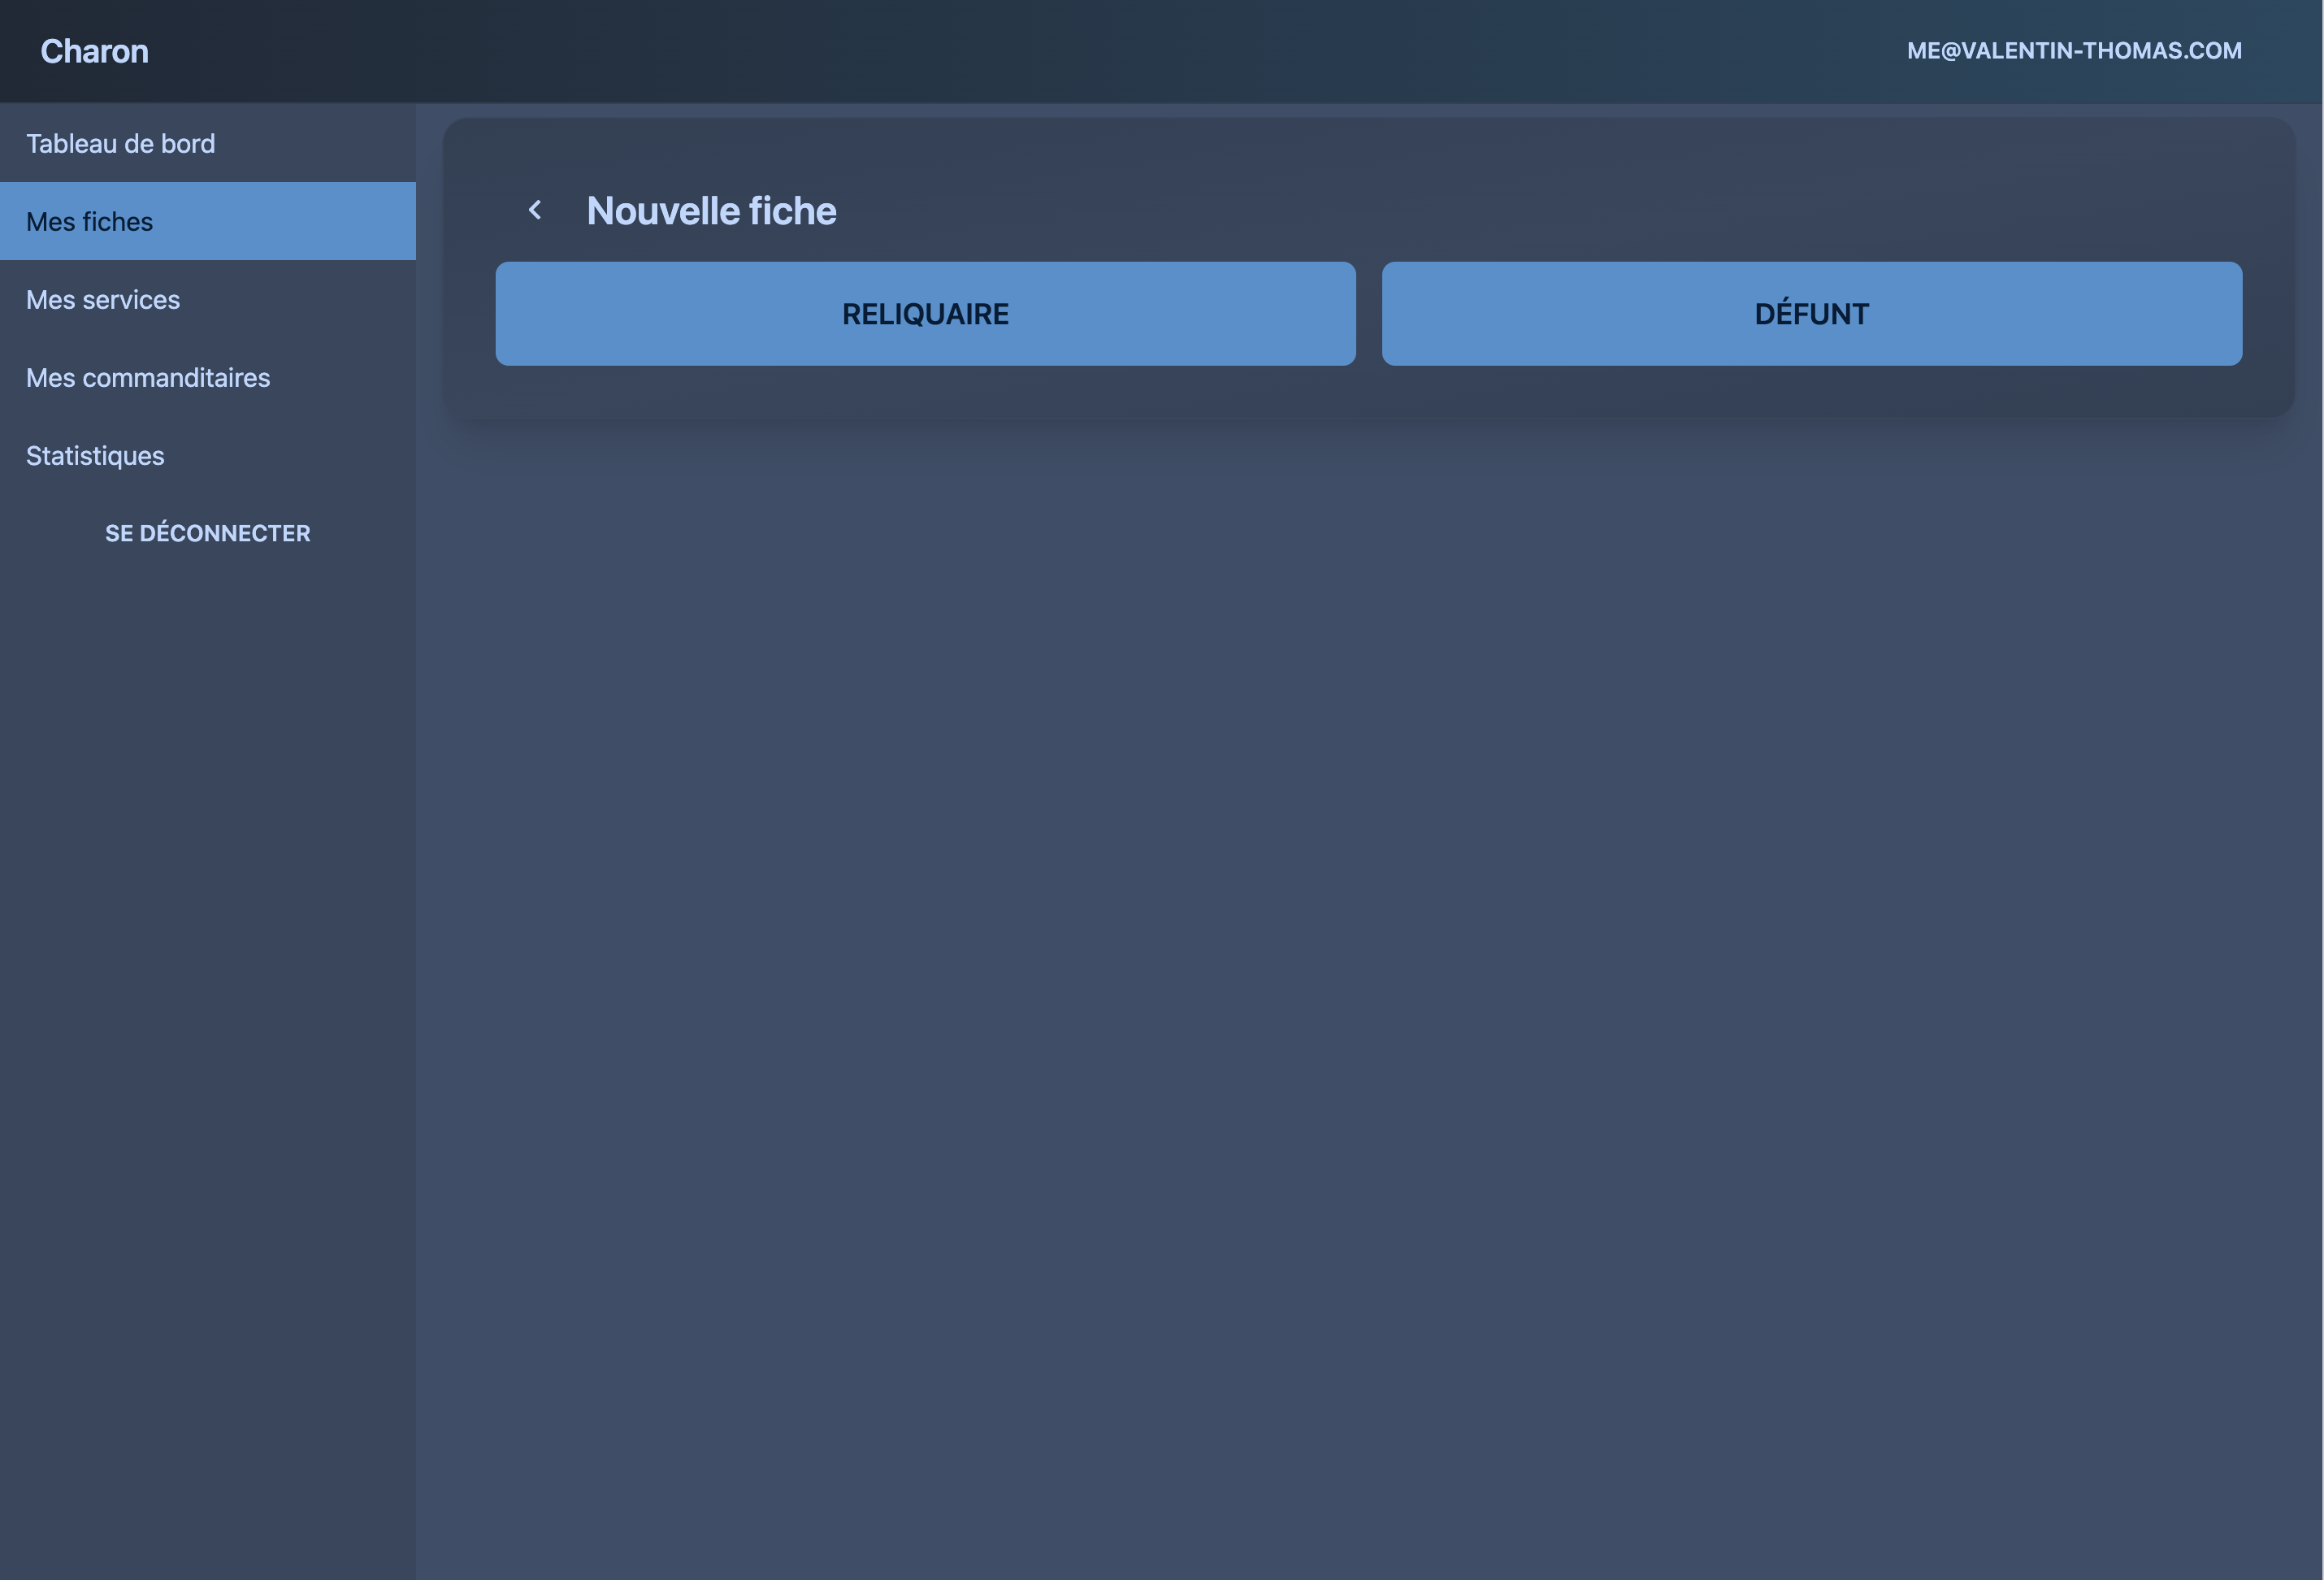 Charon
ME@VALENTIN-THOMAS.COM
Tableau de bord
Mes fiches
Mes services
Mes commanditaires
Statistiques
SE DÉCONNECTER
Nouvelle fiche
RELIQUAIRE
DÉFUNT